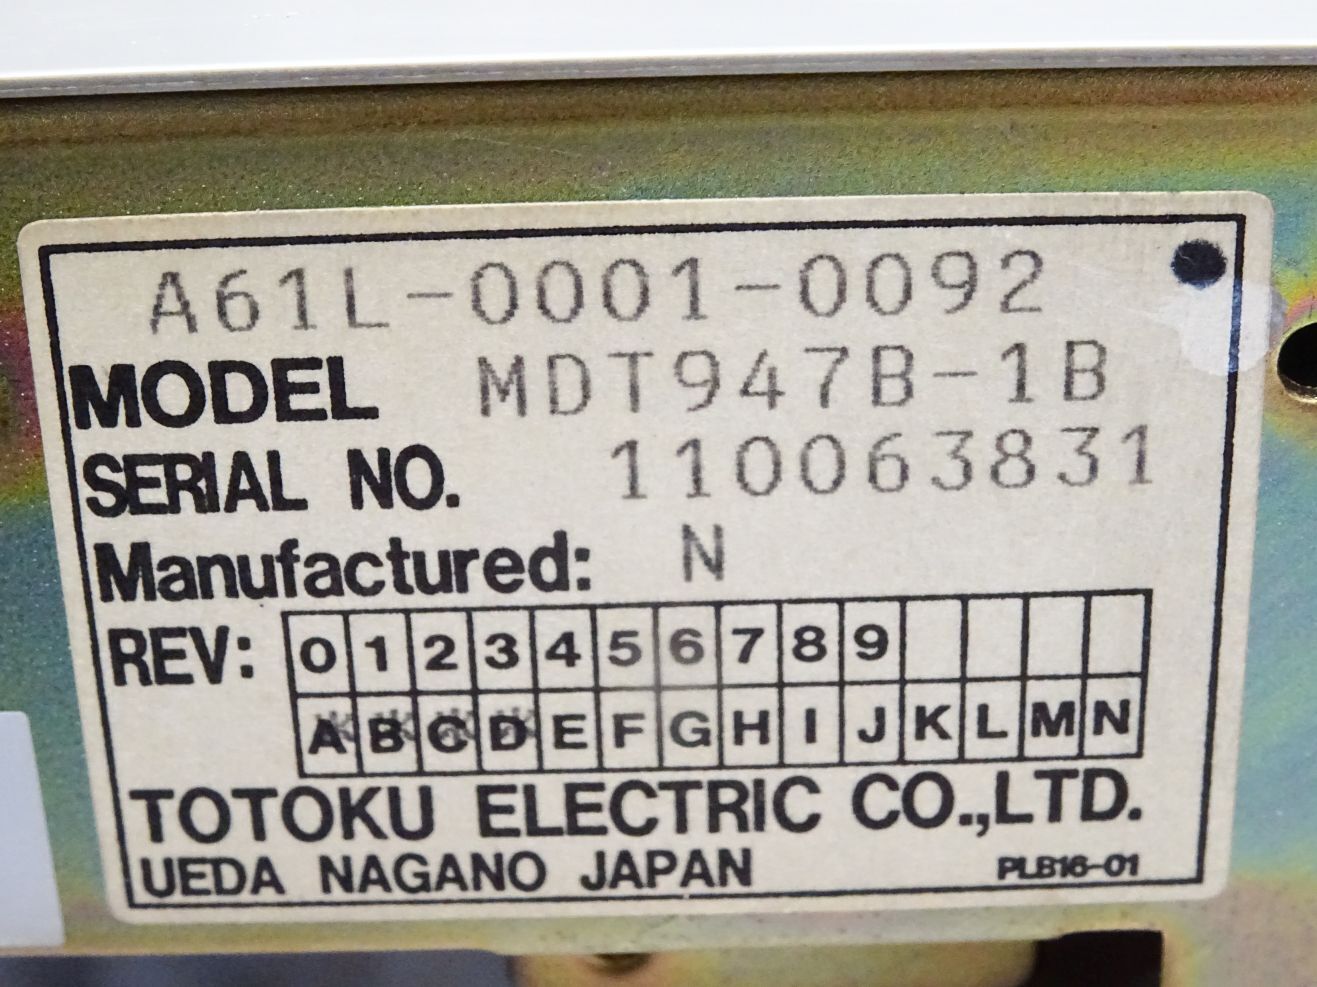 A61L-0001-0092
MODEL MDT947B-1B
SERIAL NO. 110063831
Manufactured: N
REV: 0 1 2 3 4 5 6 7 8 9
A B C D E F G H I J K L M N
TOTOKU ELECTRIC CO.,LTD.
UEDA NAGANO JAPAN PLB16-01